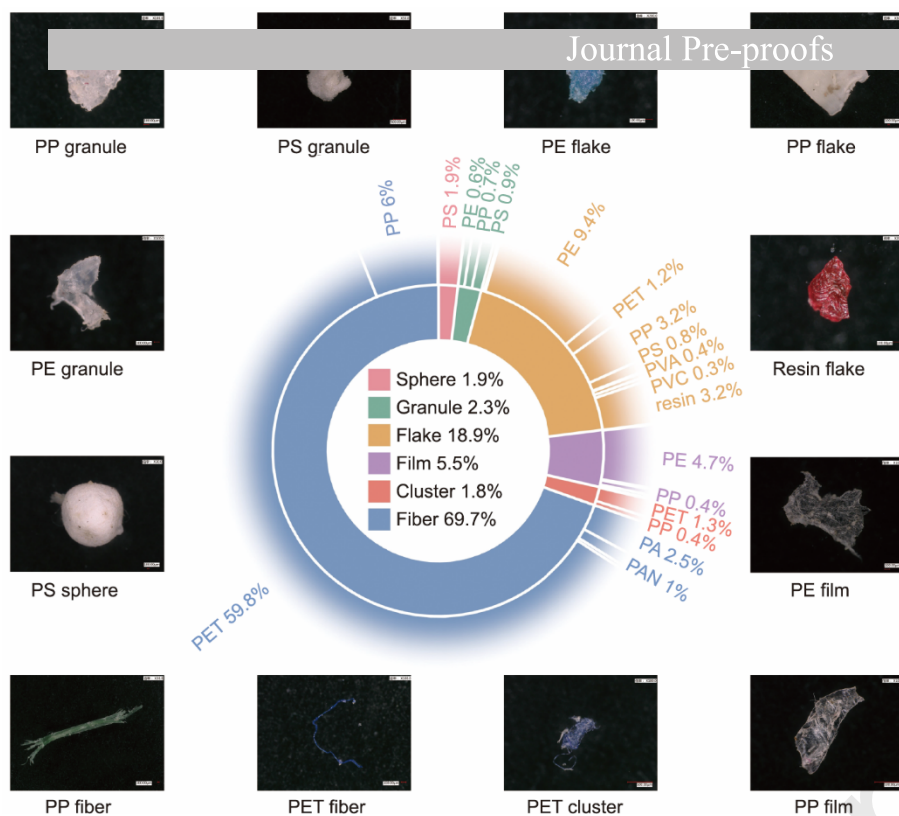 Journal Pre-proofs
PP granule
PS granule
PE flake
PP flake
PP 6%
PS 1.9%
PE 0.6%
PP 0.7%
PS 0.9%
PE 9.4%
PET 1.2%
PP 3.2%
PS 0.8%
PVA 0.4%
PVC 0.3%
resin 3.2%
PE granule
Resin flake
Sphere 1.9%
Granule 2.3%
Flake 18.9%
Film 5.5%
Cluster 1.8%
Fiber 69.7%
PE 4.7%
PP 0.4%
PET 1.3%
PP 0.4%
PA 2.5%
PAN 1%
PET 59.8%
PS sphere
PE film
PP fiber
PET fiber
PET cluster
PP film